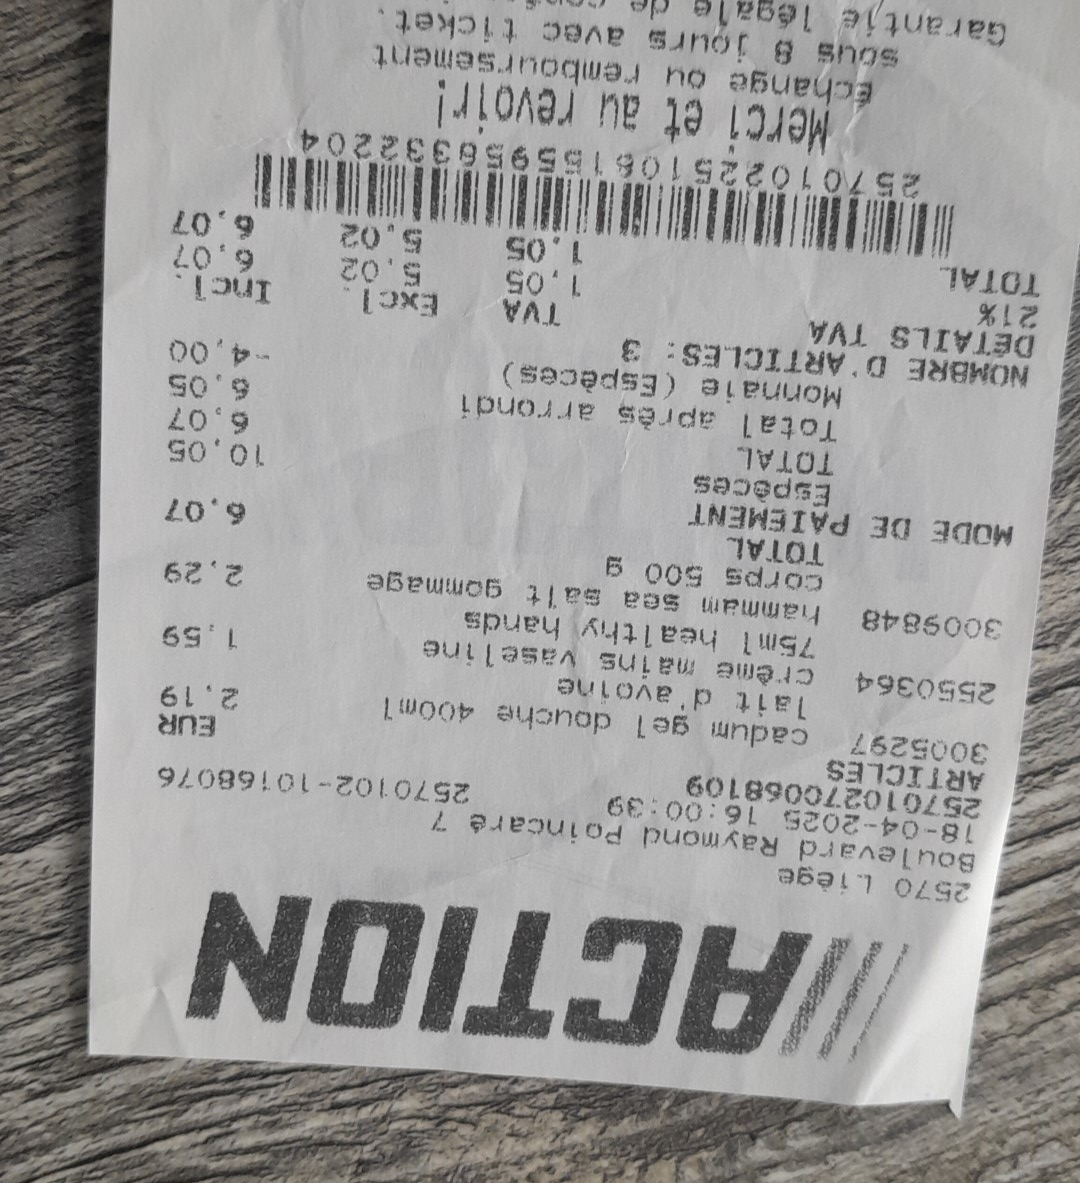 ACTION
2570 Liège
Boulevard Raymond Poincaré 7
18-04-2025 16:00:39 2570102-10168076
257010270068109
ARTICLES EUR
3005297 cadum gel douche 400ml 2,19
lait d'avoine
2550364 crème mains vaseline 1,59
75ml healthy hands
3009848 hammam sea salt gommage 2,29
corps 500 g
TOTAL 6,07
MODE DE PAIEMENT
Espèces 10,05
TOTAL 6,07
Total après arrondi 6,05
Monnaie (Espèces) -4,00
NOMBRE D'ARTICLES: 3
DÉTAILS TVA TVA Excl. Incl.
21% 1,05 5,02 6,07
TOTAL 1,05 5,02 6,07
257010225108155958332204
Merci et au revoir!
Échange ou remboursement
sous 8 jours avec ticket.
Garantie légale de